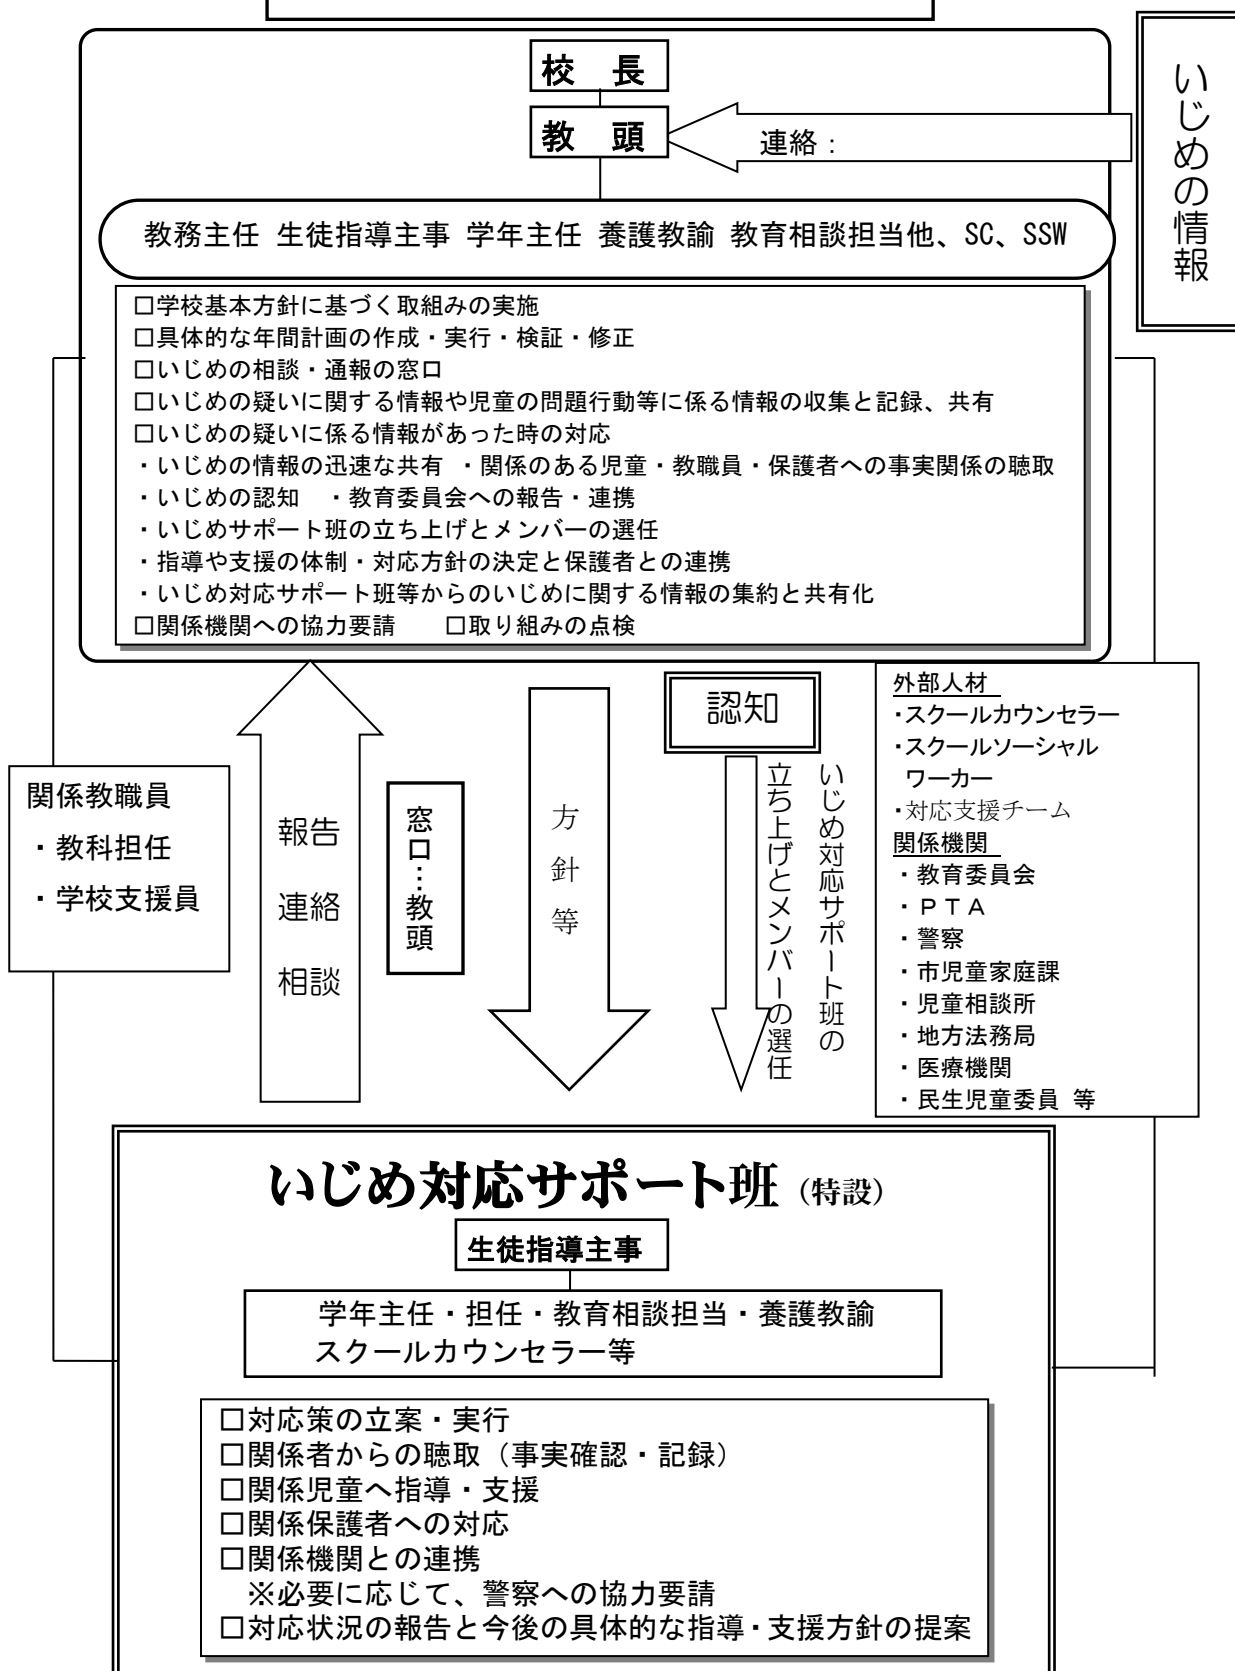 校　長
教　頭
連絡：
いじめの情報
教務主任 生徒指導主事 学年主任 養護教諭 教育相談担当他、SC、SSW
□学校基本方針に基づく取組みの実施
□具体的な年間計画の作成・実行・検証・修正
□いじめの相談・通報の窓口
□いじめの疑いに関する情報や児童の問題行動等に係る情報の収集と記録、共有
□いじめの疑いに係る情報があった時の対応
・いじめの情報の迅速な共有 ・関係のある児童・教職員・保護者への事実関係の聴取
・いじめの認知　・教育委員会への報告・連携
・いじめサポート班の立ち上げとメンバーの選任
・指導や支援の体制・対応方針の決定と保護者との連携
・いじめ対応サポート班等からのいじめに関する情報の集約と共有化
□関係機関への協力要請　　□取り組みの点検
関係教職員
・教科担任
・学校支援員
報告
連絡
相談
窓口…教頭
方針等
認知
いじめ対応サポート班の
立ち上げとメンバーの選任
外部人材
・スクールカウンセラー
・スクールソーシャル
ワーカー
・対応支援チーム
関係機関
・教育委員会
・ＰＴＡ
・警察
・市児童家庭課
・児童相談所
・地方法務局
・医療機関
・民生児童委員 等
いじめ対応サポート班（特設）
生徒指導主事
学年主任・担任・教育相談担当・養護教諭
スクールカウンセラー等
□対応策の立案・実行
□関係者からの聴取（事実確認・記録）
□関係児童へ指導・支援
□関係保護者への対応
□関係機関との連携
※必要に応じて、警察への協力要請
□対応状況の報告と今後の具体的な指導・支援方針の提案